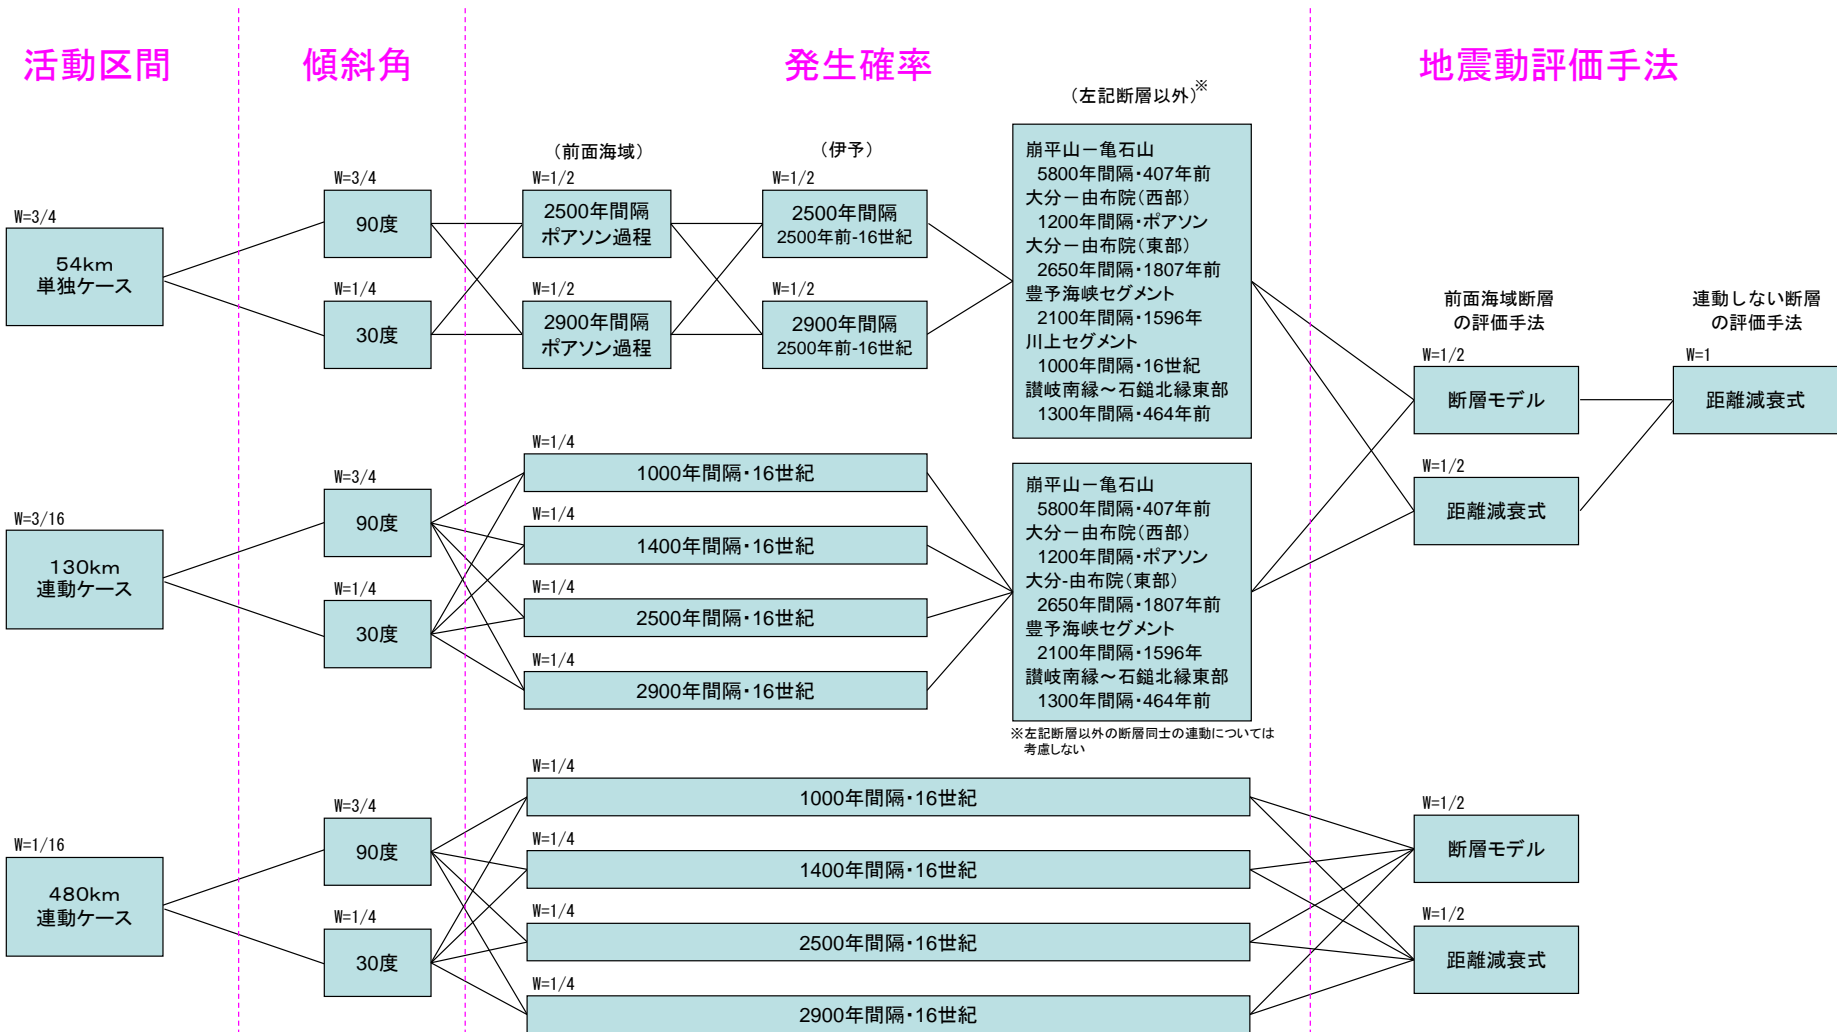 活動区間
傾斜角
発生確率
地震動評価手法
(左記断層以外)※
(前面海域)
(伊予)
W=3/4
54km
単独ケース
W=3/4
90度
W=1/4
30度
W=1/2
2500年間隔
ポアソン過程
W=1/2
2900年間隔
ポアソン過程
W=1/2
2500年間隔
2500年前-16世紀
W=1/2
2900年間隔
2500年前-16世紀
崩平山－亀石山
5800年間隔・407年前
大分－由布院(西部)
1200年間隔・ポアソン
大分－由布院(東部)
2650年間隔・1807年前
豊予海峡セグメント
2100年間隔・1596年
川上セグメント
1000年間隔・16世紀
讃岐南縁～石鎚北縁東部
1300年間隔・464年前
前面海域断層
の評価手法
W=1/2
断層モデル
W=1/2
距離減衰式
連動しない断層
の評価手法
W=1
距離減衰式
W=3/16
130km
連動ケース
W=3/4
90度
W=1/4
30度
W=1/4
1000年間隔・16世紀
W=1/4
1400年間隔・16世紀
W=1/4
2500年間隔・16世紀
W=1/4
2900年間隔・16世紀
崩平山－亀石山
5800年間隔・407年前
大分－由布院(西部)
1200年間隔・ポアソン
大分-由布院(東部)
2650年間隔・1807年前
豊予海峡セグメント
2100年間隔・1596年
讃岐南縁～石鎚北縁東部
1300年間隔・464年前
※左記断層以外の断層同士の連動については
考慮しない
W=1/16
480km
連動ケース
W=3/4
90度
W=1/4
30度
W=1/4
1000年間隔・16世紀
W=1/4
1400年間隔・16世紀
W=1/4
2500年間隔・16世紀
W=1/4
2900年間隔・16世紀
W=1/2
断層モデル
W=1/2
距離減衰式